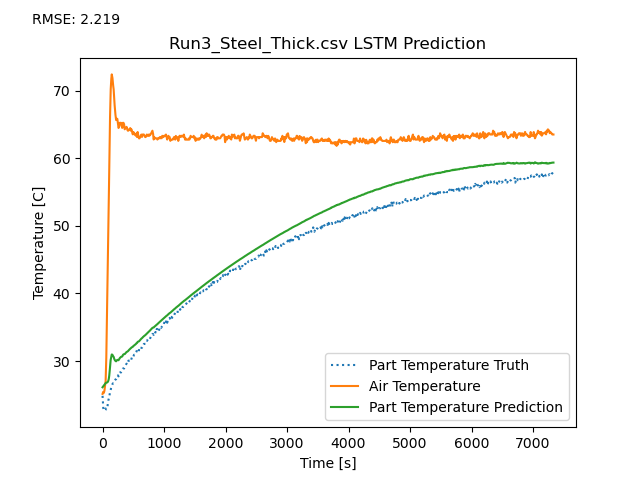 RMSE: 2.219
Run3_Steel_Thick.csv LSTM Prediction
Temperature [C]
70
60
50
40
30
Part Temperature Truth
Air Temperature
Part Temperature Prediction
0 1000 2000 3000 4000 5000 6000 7000
Time [s]